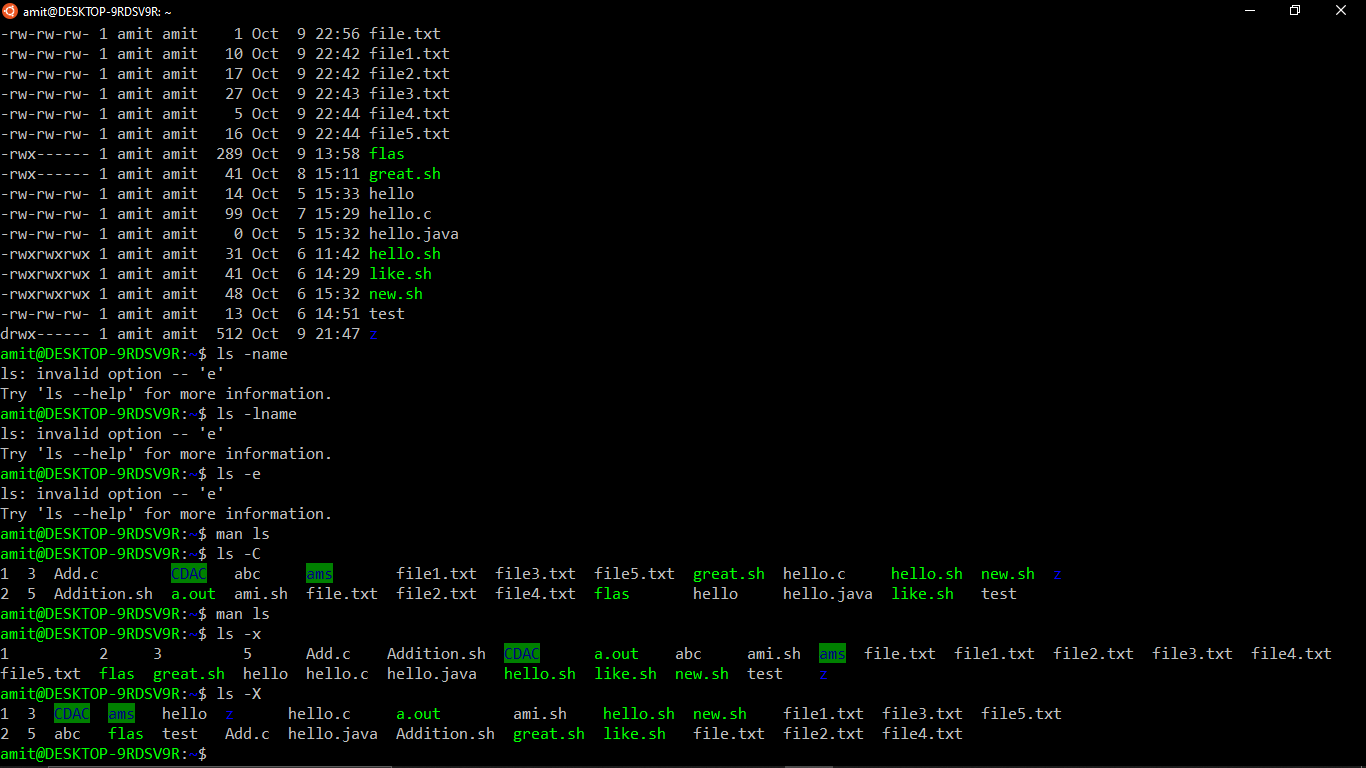 amit@DESKTOP-9RDSV9R: ~
-rw-rw-rw- 1 amit amit    1 Oct  9 22:56 file.txt
-rw-rw-rw- 1 amit amit   10 Oct  9 22:42 file1.txt
-rw-rw-rw- 1 amit amit   17 Oct  9 22:42 file2.txt
-rw-rw-rw- 1 amit amit   27 Oct  9 22:43 file3.txt
-rw-rw-rw- 1 amit amit    5 Oct  9 22:44 file4.txt
-rw-rw-rw- 1 amit amit   16 Oct  9 22:44 file5.txt
-rwx------ 1 amit amit  289 Oct  9 13:58 flas
-rwx------ 1 amit amit   41 Oct  8 15:11 great.sh
-rw-rw-rw- 1 amit amit   14 Oct  5 15:33 hello
-rw-rw-rw- 1 amit amit   99 Oct  7 15:29 hello.c
-rw-rw-rw- 1 amit amit    0 Oct  5 15:32 hello.java
-rwxrwxrwx 1 amit amit   31 Oct  6 11:42 hello.sh
-rwxrwxrwx 1 amit amit   41 Oct  6 14:29 like.sh
-rwxrwxrwx 1 amit amit   48 Oct  6 15:32 new.sh
-rw-rw-rw- 1 amit amit   13 Oct  6 14:51 test
drwx------ 1 amit amit  512 Oct  9 21:47 z
amit@DESKTOP-9RDSV9R:~$ ls -name
ls: invalid option -- 'e'
Try 'ls --help' for more information.
amit@DESKTOP-9RDSV9R:~$ ls -lname
ls: invalid option -- 'e'
Try 'ls --help' for more information.
amit@DESKTOP-9RDSV9R:~$ ls -e
ls: invalid option -- 'e'
Try 'ls --help' for more information.
amit@DESKTOP-9RDSV9R:~$ man ls
amit@DESKTOP-9RDSV9R:~$ ls -C
1  3  Add.c        CDAC   abc     ams       file1.txt  file3.txt  file5.txt  great.sh  hello.c     hello.sh  new.sh  z
2  5  Addition.sh  a.out  ami.sh  file.txt  file2.txt  file4.txt  flas       hello     hello.java  like.sh   test
amit@DESKTOP-9RDSV9R:~$ man ls
amit@DESKTOP-9RDSV9R:~$ ls -x
1          2     3         5      Add.c    Addition.sh  CDAC      a.out    abc     ami.sh  ams  file.txt  file1.txt  file2.txt  file3.txt  file4.txt
file5.txt  flas  great.sh  hello  hello.c  hello.java   hello.sh  like.sh  new.sh  test    z
amit@DESKTOP-9RDSV9R:~$ ls -X
1  3  CDAC  ams   hello  z      hello.c     a.out        ami.sh    hello.sh  new.sh    file1.txt  file3.txt  file5.txt
2  5  abc   flas  test   Add.c  hello.java  Addition.sh  great.sh  like.sh   file.txt  file2.txt  file4.txt
amit@DESKTOP-9RDSV9R:~$